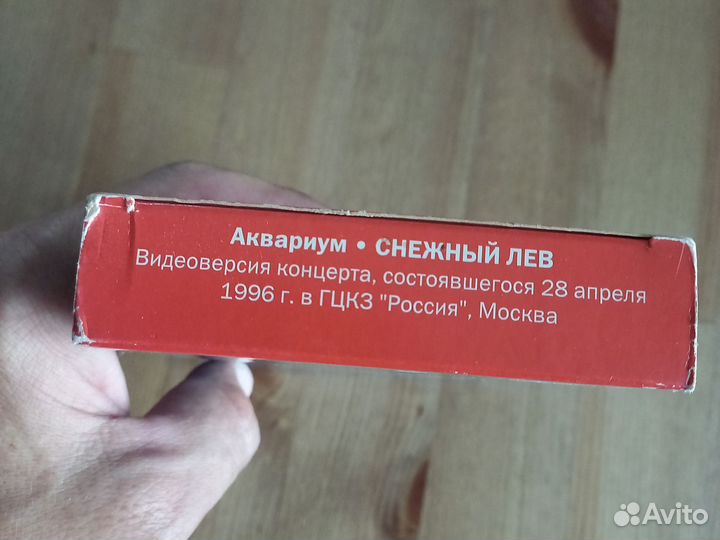 Аквариум • СНЕЖНЫЙ ЛЕВ
Видеоверсия концерта, состоявшегося 28 апреля
1996 г. в ГЦКЗ "Россия", Москва
Avito